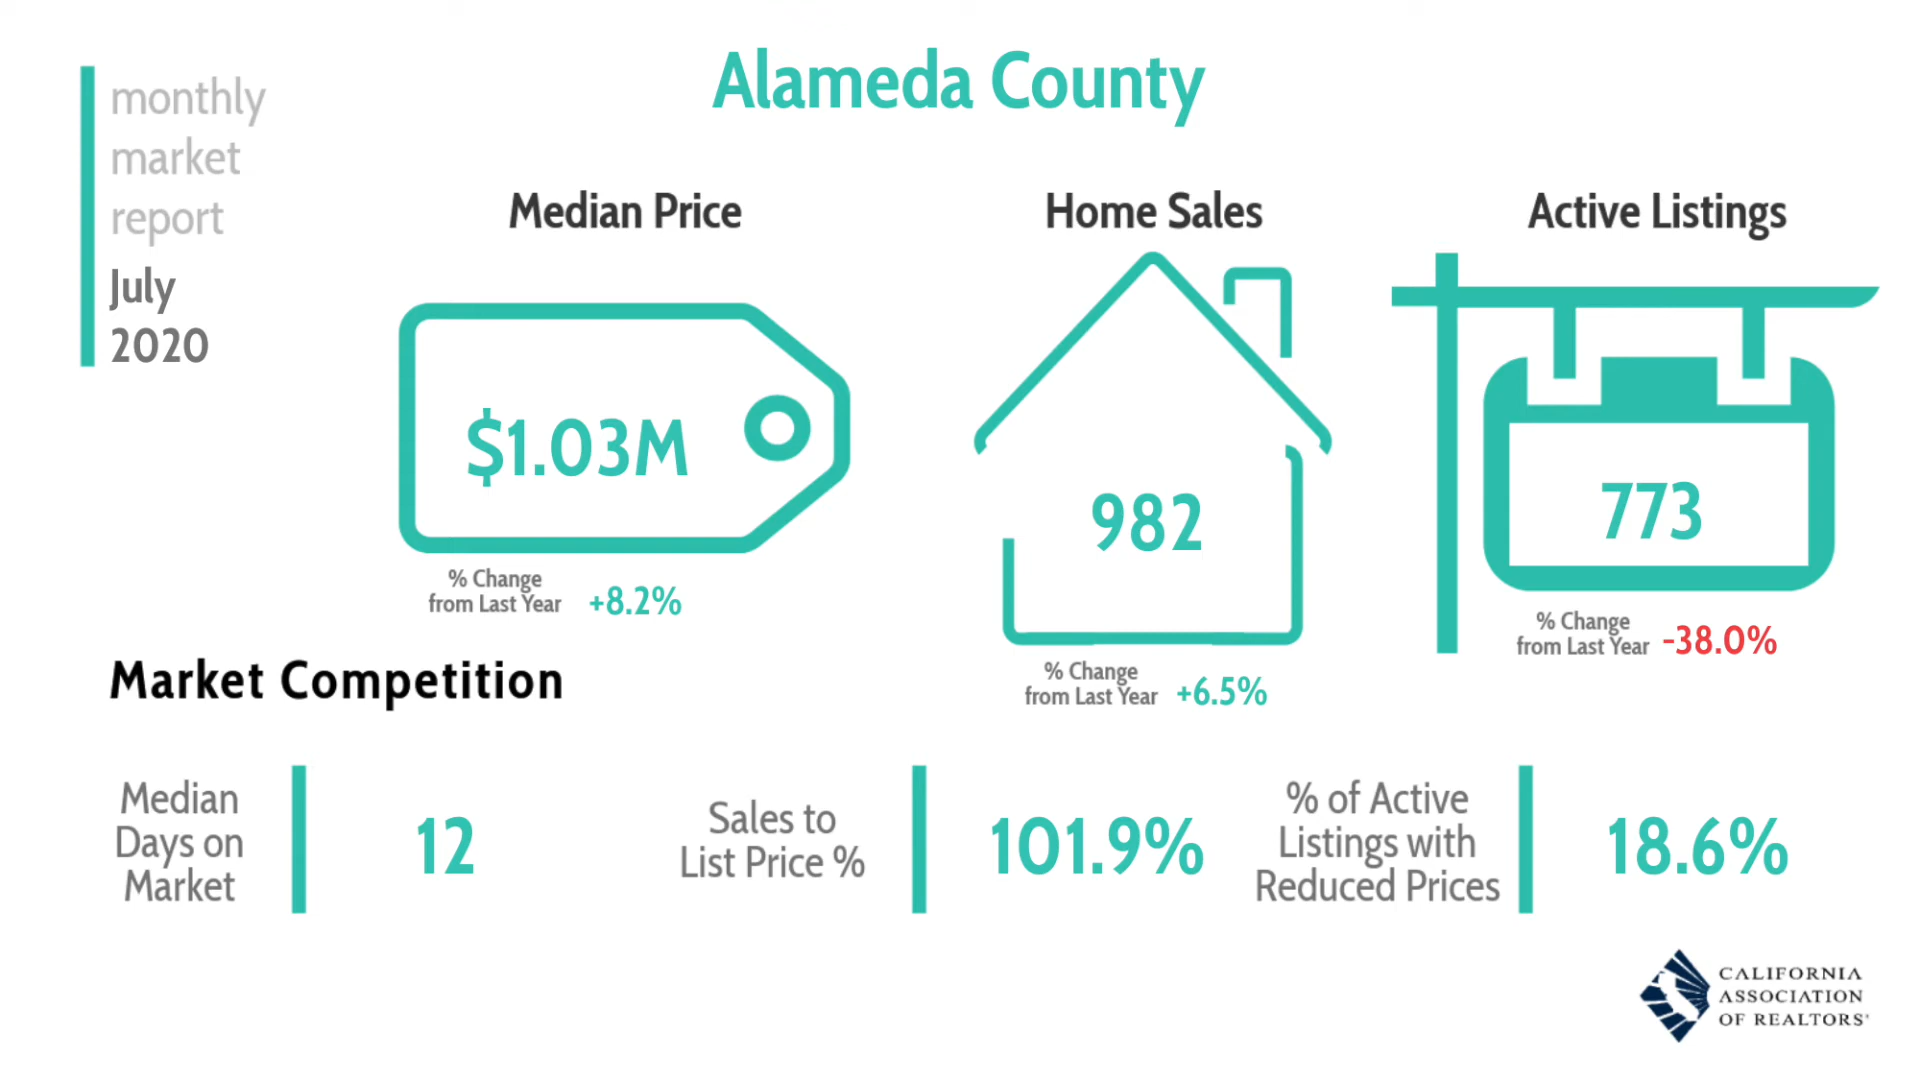 Alameda County
monthly
market
report
July
2020
Median Price
$1.03M
% Change
from Last Year
+8.2%
Home Sales
982
% Change
from Last Year
+6.5%
Active Listings
773
% Change
from Last Year
-38.0%
Market Competition
Median
Days on
Market
12
Sales to
List Price %
101.9%
% of Active
Listings with
Reduced Prices
18.6%
CALIFORNIA
ASSOCIATION
OF REALTORS®